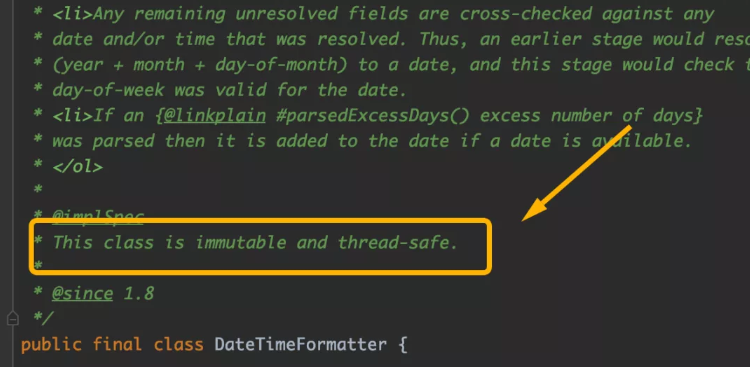 * <li>Any remaining unresolved fields are cross-checked against any
* date and/or time that was resolved. Thus, an earlier stage would
* (year + month + day-of-month) to a date, and this stage would check
* day-of-week was valid for the date.
* <li>If an {@linkplain #parsedExcessDays() excess number of days}
* was parsed then it is added to the date if a date is available.
* </ol>
*
* @implSpec
* This class is immutable and thread-safe.
*
* @since 1.8
*/
public final class DateTimeFormatter {